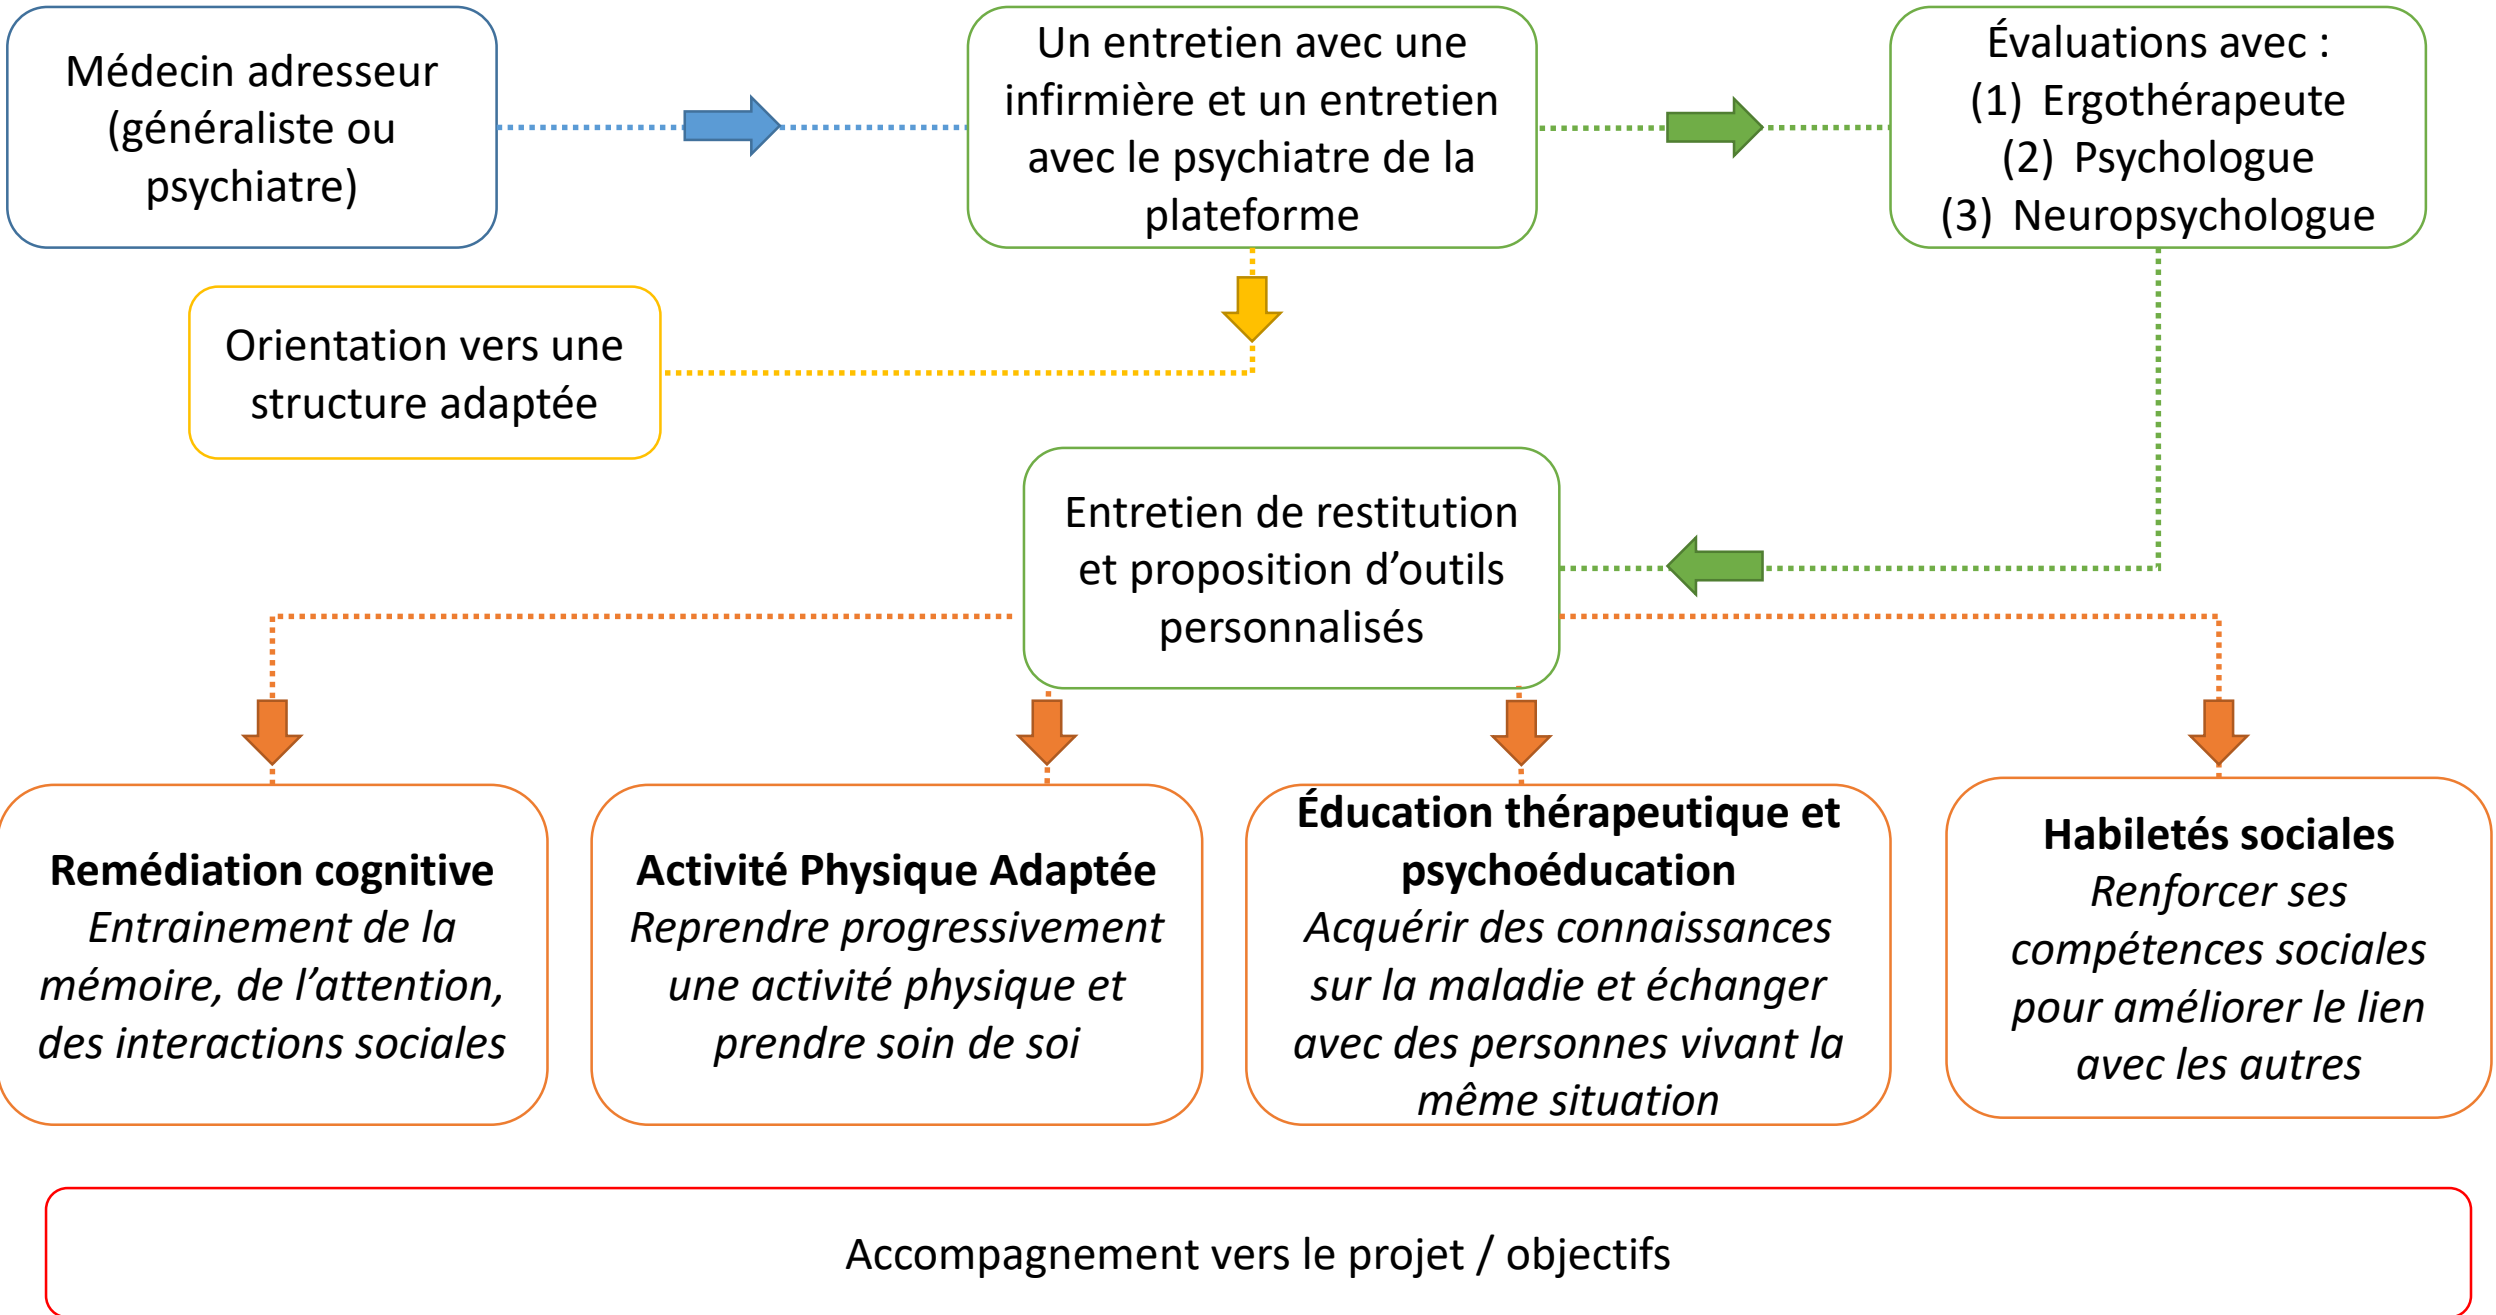 Médecin adresseur
(généraliste ou
psychiatre)
Un entretien avec une
infirmière et un entretien
avec le psychiatre de la
plateforme
Évaluations avec :
(1) Ergothérapeute
(2) Psychologue
(3) Neuropsychologue
Orientation vers une
structure adaptée
Entretien de restitution
et proposition d’outils
personnalisés
Remédiation cognitive
Entrainement de la
mémoire, de l’attention,
des interactions sociales
Activité Physique Adaptée
Reprendre progressivement
une activité physique et
prendre soin de soi
Éducation thérapeutique et
psychoéducation
Acquérir des connaissances
sur la maladie et échanger
avec des personnes vivant la
même situation
Habiletés sociales
Renforcer ses
compétences sociales
pour améliorer le lien
avec les autres
Accompagnement vers le projet / objectifs